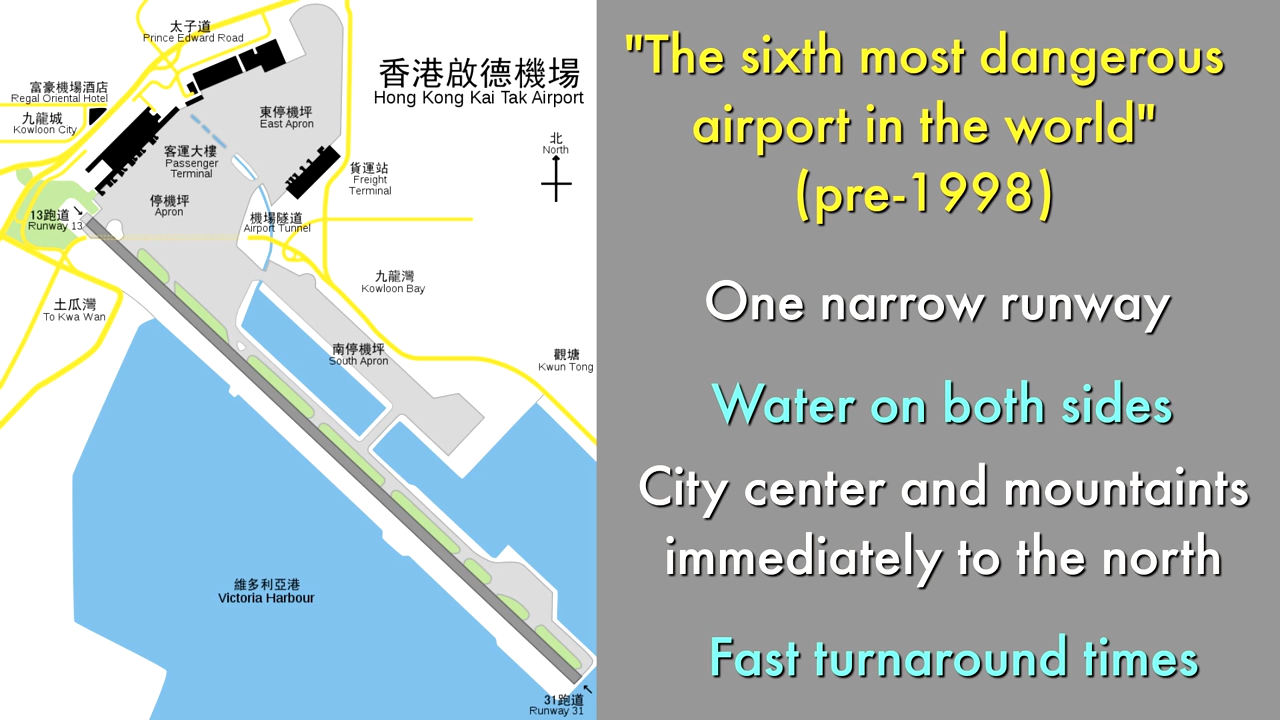 太子道
Prince Edward Road
香港啟德機場
Hong Kong Kai Tak Airport
富豪機場酒店
Regal Oriental Hotel
九龍城
Kowloon City
東停機坪
East Apron
北
North
客運大樓
Passenger
Terminal
貨運站
Freight
Terminal
停機坪
Apron
13跑道
Runway 13
機場隧道
Airport Tunnel
九龍灣
Kowloon Bay
土瓜灣
To Kwa Wan
南停機坪
South Apron
觀塘
Kwun Tong
維多利亞港
Victoria Harbour
31跑道
Runway 31
"The sixth most dangerous
airport in the world"
(pre-1998)
One narrow runway
Water on both sides
City center and mountaints
immediately to the north
Fast turnaround times